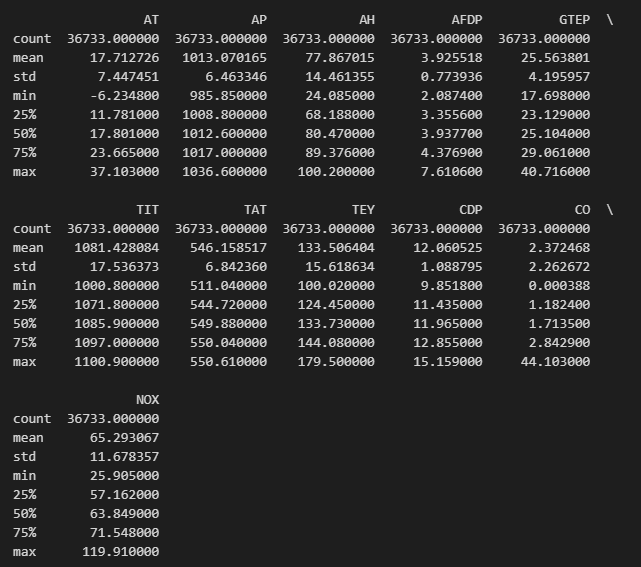 AT            AP            AH          AFDP          GTEP  \
count  36733.000000  36733.000000  36733.000000  36733.000000  36733.000000
mean      17.712726   1013.070165     77.867015      3.925518     25.563801
std        7.447451      6.463346     14.461355      0.773936      4.195957
min       -6.234800    985.850000     24.085000      2.087400     17.698000
25%       11.781000   1008.800000     68.188000      3.355600     23.129000
50%       17.801000   1012.600000     80.470000      3.937700     25.104000
75%       23.665000   1017.000000     89.376000      4.376900     29.061000
max       37.103000   1036.600000    100.200000      7.610600     40.716000
               TIT           TAT           TEY           CDP            CO  \
count  36733.000000  36733.000000  36733.000000  36733.000000  36733.000000
mean    1081.428084    546.158517    133.506404     12.060525      2.372468
std       17.536373      6.842360     15.618634      1.088795      2.262672
min     1000.800000    511.040000    100.020000      9.851800      0.000388
25%     1071.800000    544.720000    124.450000     11.435000      1.182400
50%     1085.900000    549.880000    133.730000     11.965000      1.713500
75%     1097.000000    550.040000    144.080000     12.855000      2.842900
max     1100.900000    550.610000    179.500000     15.159000     44.103000
               NOX
count  36733.000000
mean      65.293067
std       11.678357
min       25.905000
25%       57.162000
50%       63.849000
75%       71.548000
max      119.910000